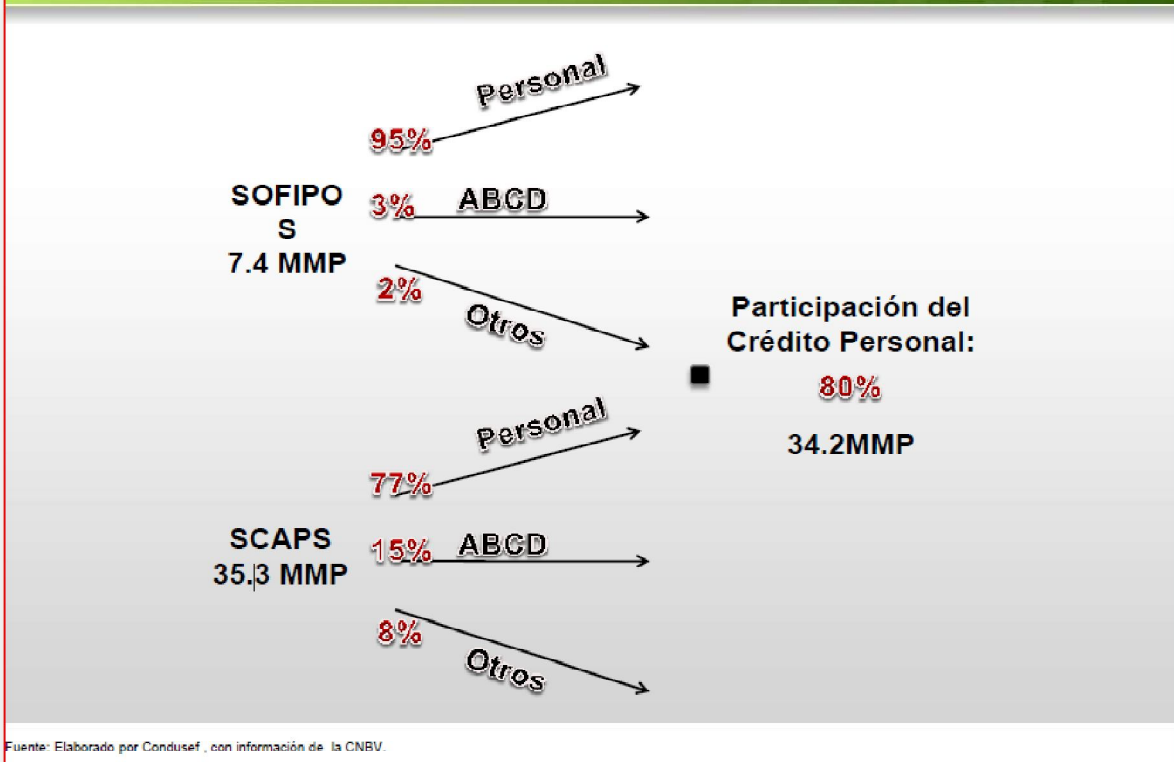 Personal
95%
SOFIPO
S
7.4 MMP
3% ABCD
2%
Otros
Participación del
Crédito Personal:
80%
34.2MMP
Personal
77%
SCAPS
35.3 MMP
15% ABCD
8%
Otros
Fuente: Elaborado por Condusef , con información de la CNBV.